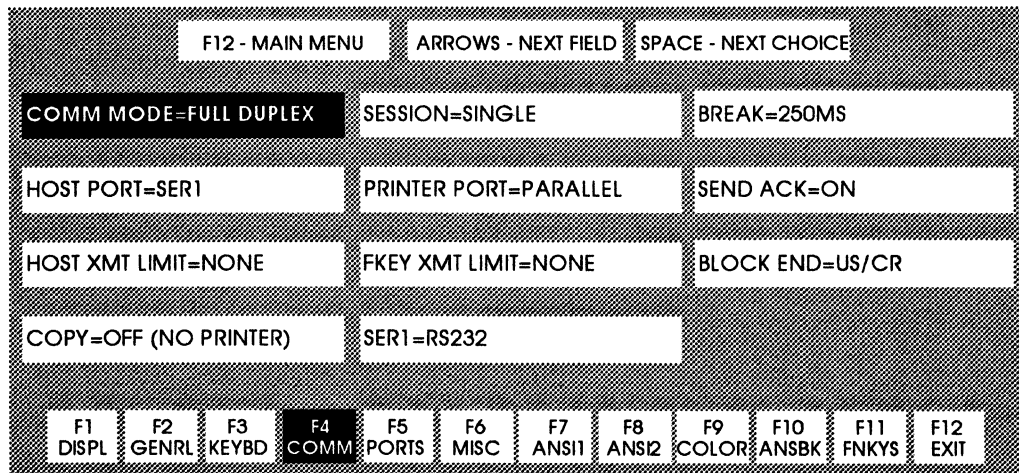 F12 - MAIN MENU ARROWS - NEXT FIELD SPACE - NEXT CHOICE
COMM MODE=FULL DUPLEX SESSION=SINGLE BREAK=250MS
HOST PORT=SER1 PRINTER PORT=PARALLEL SEND ACK=ON
HOST XMT LIMIT=NONE FKEY XMT LIMIT=NONE BLOCK END=US/CR
COPY=OFF (NO PRINTER) SER1=RS232
F1 F2 F3 F4 F5 F6 F7 F8 F9 F10 F11 F12
DISPL GENRL KEYBD COMM PORTS MISC ANSI1 ANSI2 COLOR ANSBK FNKYS EXIT